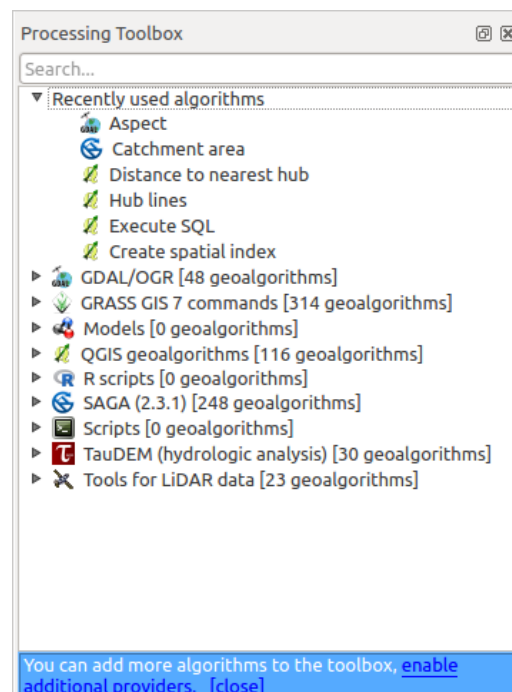 Processing Toolbox
Search...
Recently used algorithms
Aspect
Catchment area
Distance to nearest hub
Hub lines
Execute SQL
Create spatial index
GDAL/OGR [48 geoalgorithms]
GRASS GIS 7 commands [314 geoalgorithms]
Models [0 geoalgorithms]
QGIS geoalgorithms [116 geoalgorithms]
R scripts [0 geoalgorithms]
SAGA (2.3.1) [248 geoalgorithms]
Scripts [0 geoalgorithms]
TauDEM (hydrologic analysis) [30 geoalgorithms]
Tools for LiDAR data [23 geoalgorithms]
You can add more algorithms to the toolbox, enable
additional providers. [close]